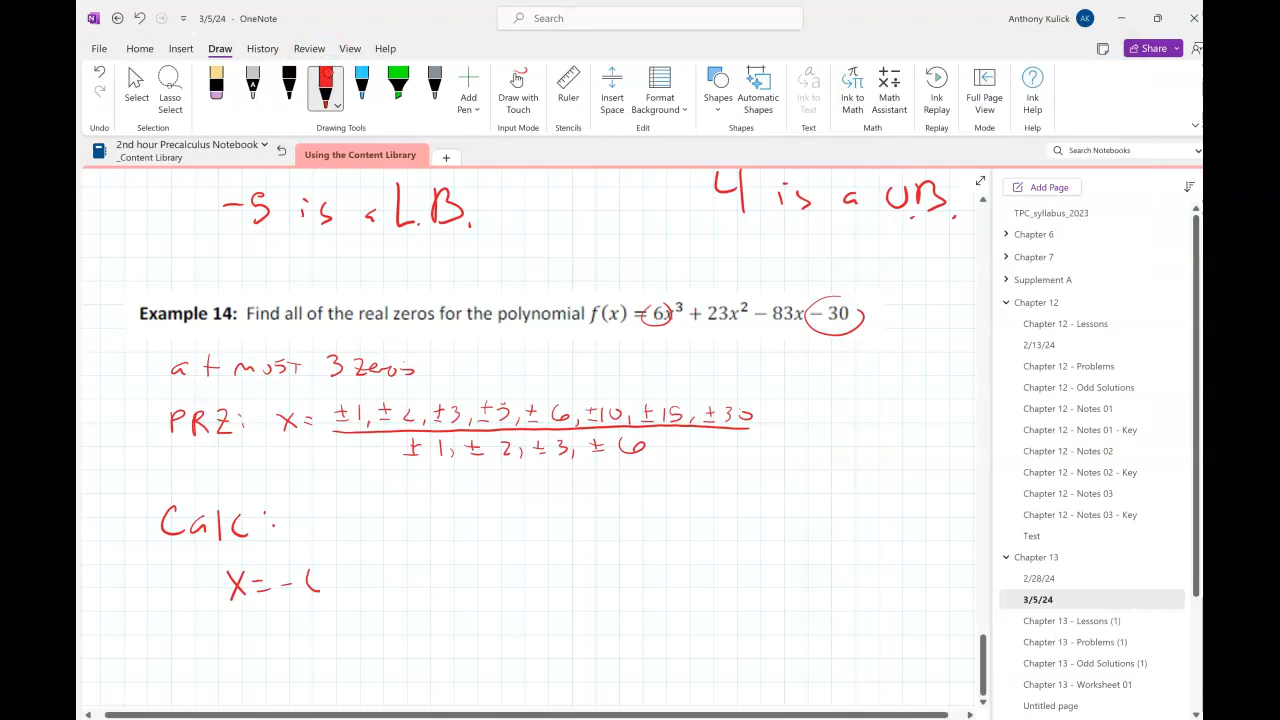 3/5/24 - OneNote
Search
Anthony Kulick AK
File Home Insert Draw History Review View Help
Share
Undo
Select
Lasso Select
Add Pen
Draw with Touch
Ruler
Insert Space
Format Background
Shapes
Automatic Shapes
Ink to Text
Ink to Math
Math Assistant
Ink Replay
Full Page View
Ink Help
Undo Selection Drawing Tools Input Mode Stencils Edit Shapes Text Math Replay Mode Help
2nd hour Precalculus Notebook
_Content Library
Using the Content Library
+
Search Notebooks
-5 is a L.B.
4 is a U.B.
Example 14: Find all of the real zeros for the polynomial f(x) = 6x³ + 23x² − 83x − 30
at most 3 zeros
PRZ: x = ±1, ±2, ±3, ±5, ±6, ±10, ±15, ±30
±1, ±2, ±3, ±6
Calc:
x = - (
Add Page
TPC_syllabus_2023
Chapter 6
Chapter 7
Supplement A
Chapter 12
Chapter 12 - Lessons
2/13/24
Chapter 12 - Problems
Chapter 12 - Odd Solutions
Chapter 12 - Notes 01
Chapter 12 - Notes 01 - Key
Chapter 12 - Notes 02
Chapter 12 - Notes 02 - Key
Chapter 12 - Notes 03
Chapter 12 - Notes 03 - Key
Test
Chapter 13
2/28/24
3/5/24
Chapter 13 - Lessons (1)
Chapter 13 - Problems (1)
Chapter 13 - Odd Solutions (1)
Chapter 13 - Worksheet 01
Untitled page